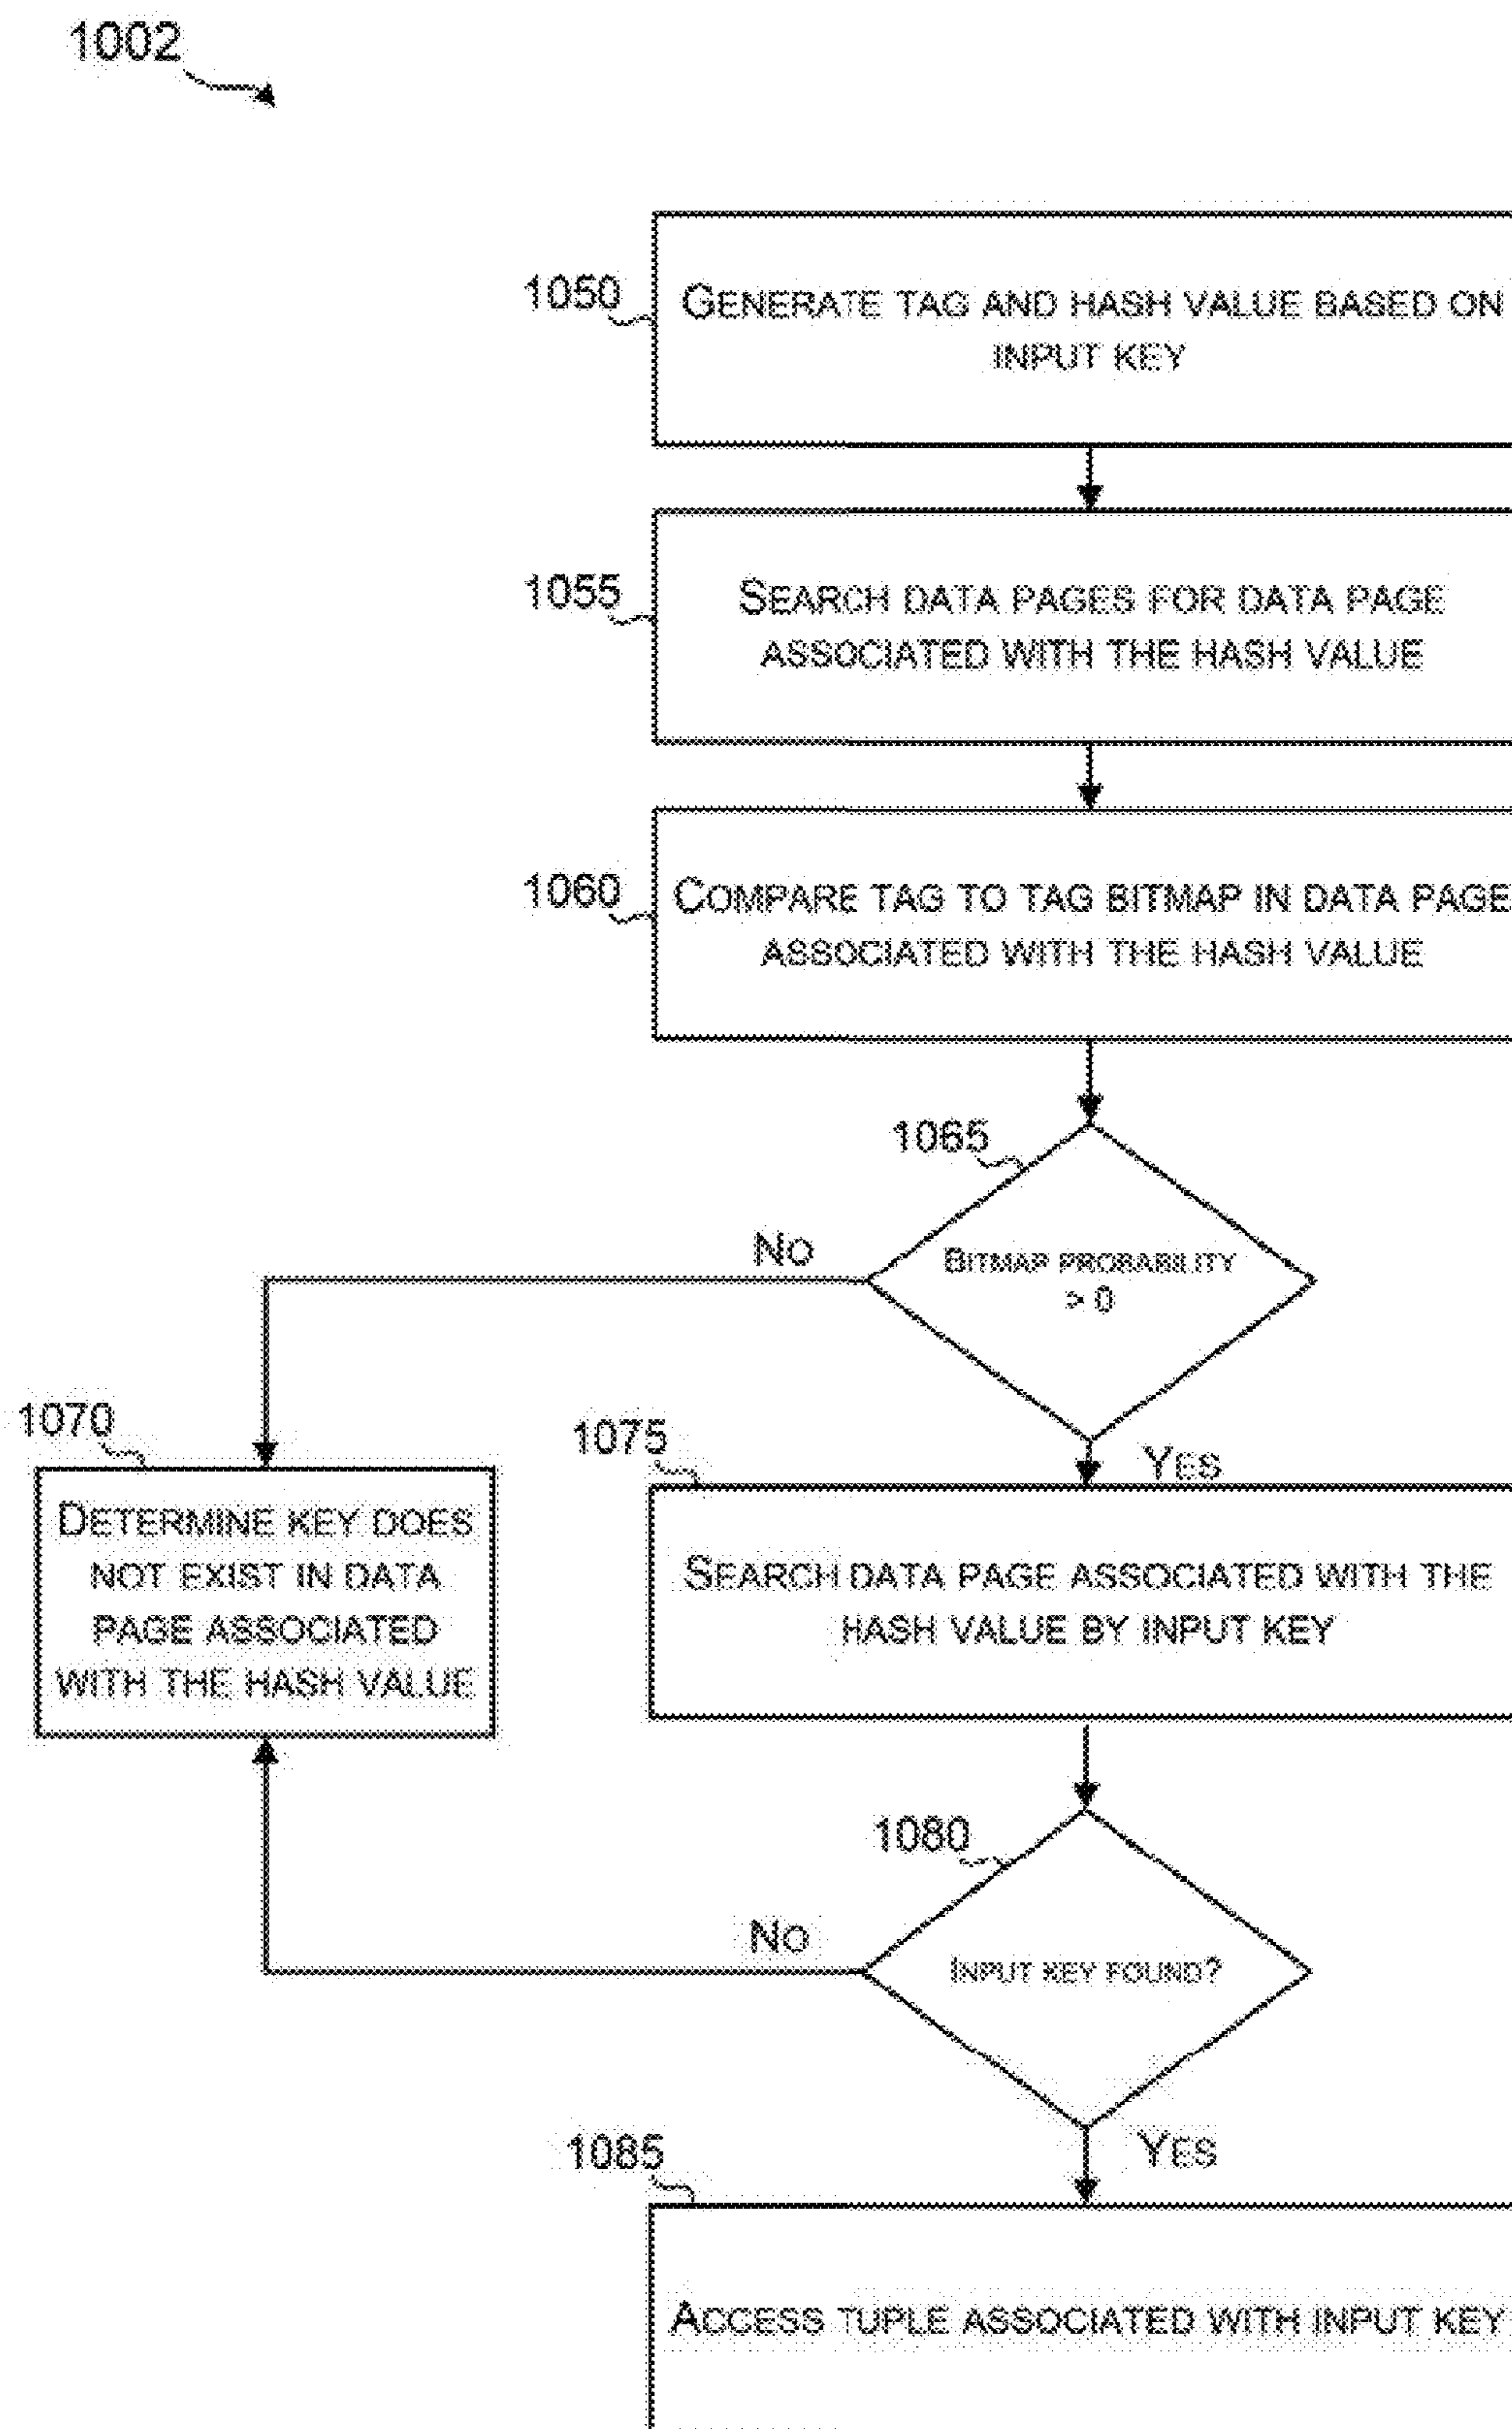 1002
1050
GENERATE TAG AND HASH VALUE BASED ON
INPUT KEY
1055
SEARCH DATA PAGES FOR DATA PAGE
ASSOCIATED WITH THE HASH VALUE
1060
COMPARE TAG TO TAG BITMAP IN DATA PAGE
ASSOCIATED WITH THE HASH VALUE
1065
BITMAP PROBABILITY
> 0
NO
YES
1070
DETERMINE KEY DOES
NOT EXIST IN DATA
PAGE ASSOCIATED
WITH THE HASH VALUE
1075
SEARCH DATA PAGE ASSOCIATED WITH THE
HASH VALUE BY INPUT KEY
1080
INPUT KEY FOUND?
NO
YES
1085
ACCESS TUPLE ASSOCIATED WITH INPUT KEY